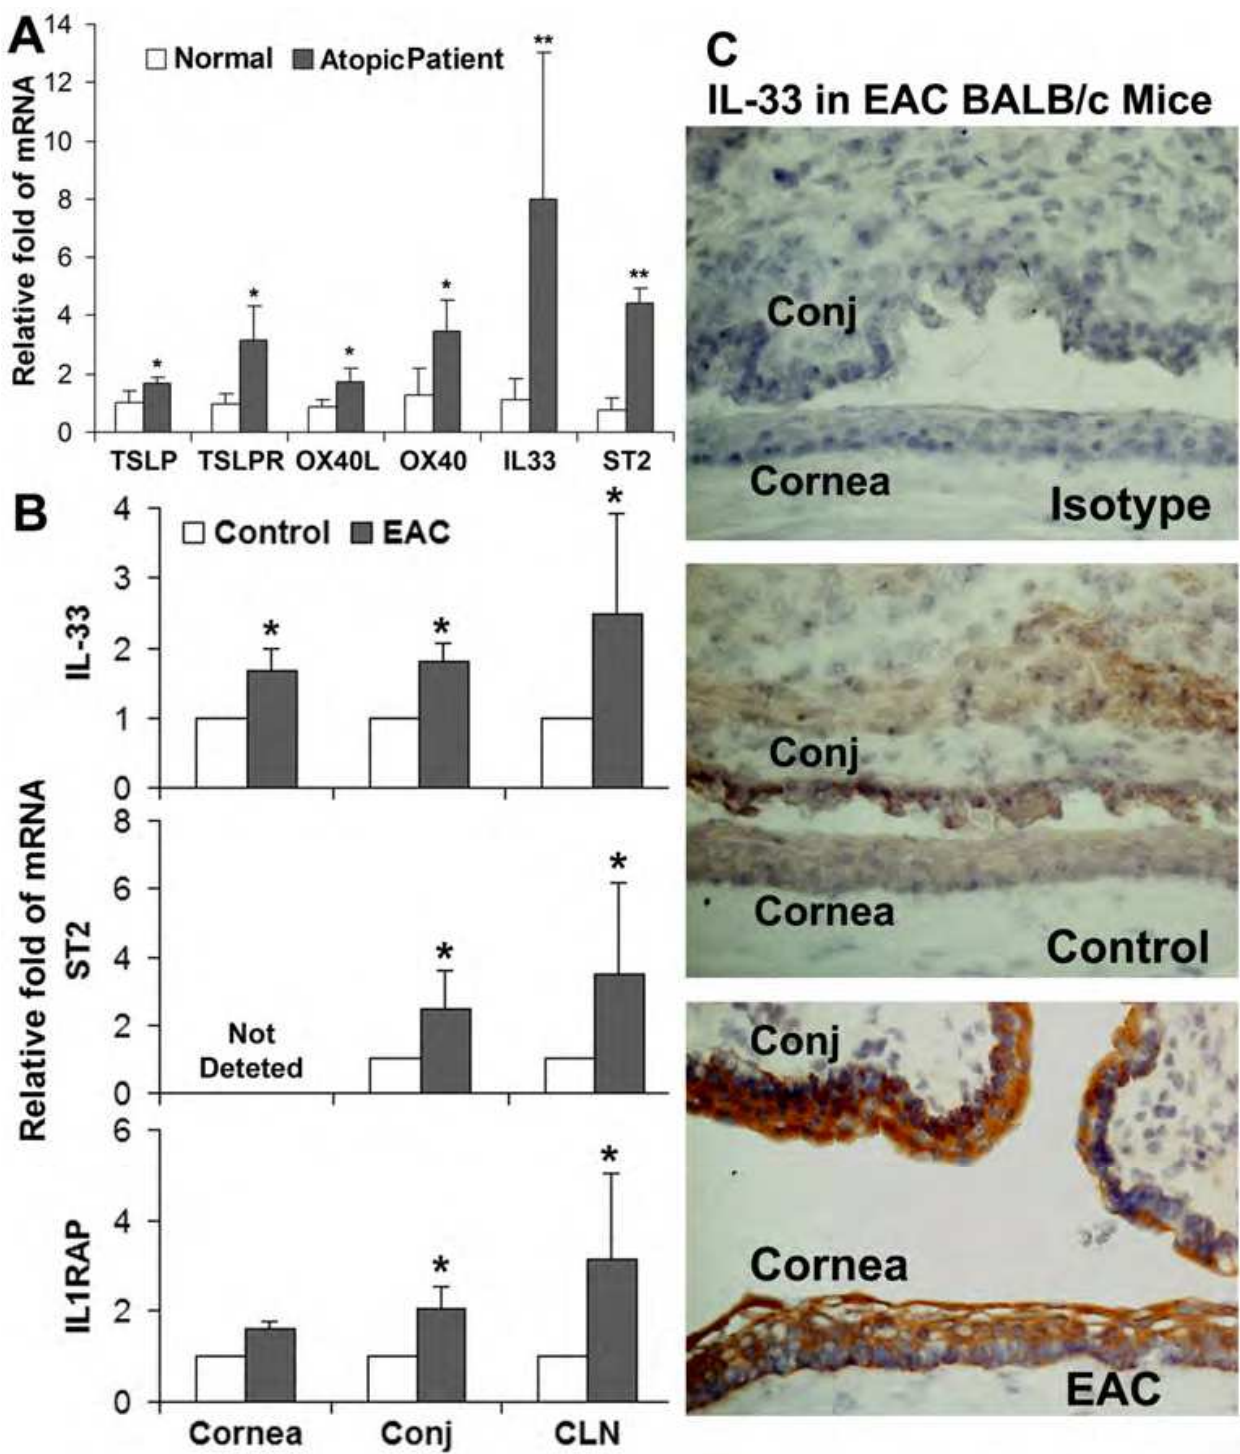 A
14
12
10
8
6
4
2
0
Relative fold of mRNA
Normal AtopicPatient
* * * * ** **
TSLP TSLPR OX40L OX40 IL33 ST2
B
Control EAC
IL-33
4
3
2
1
0
* * *
Relative fold of mRNA
ST2
8
6
4
2
0
Not
Deteted
* *
IL1RAP
6
4
2
0
* *
Cornea Conj CLN
C
IL-33 in EAC BALB/c Mice
Conj
Cornea
Isotype
Conj
Cornea
Control
Conj
Cornea
EAC